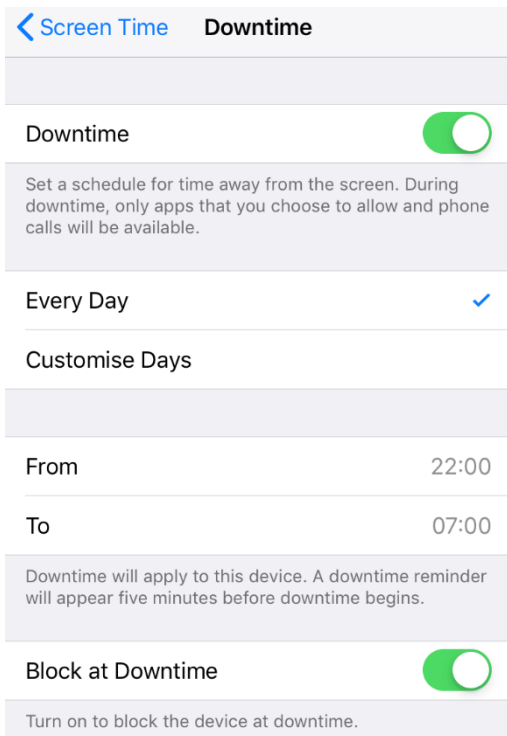 Screen Time Downtime
Downtime
Set a schedule for time away from the screen. During
downtime, only apps that you choose to allow and phone
calls will be available.
Every Day
Customise Days
From 22:00
To 07:00
Downtime will apply to this device. A downtime reminder
will appear five minutes before downtime begins.
Block at Downtime
Turn on to block the device at downtime.